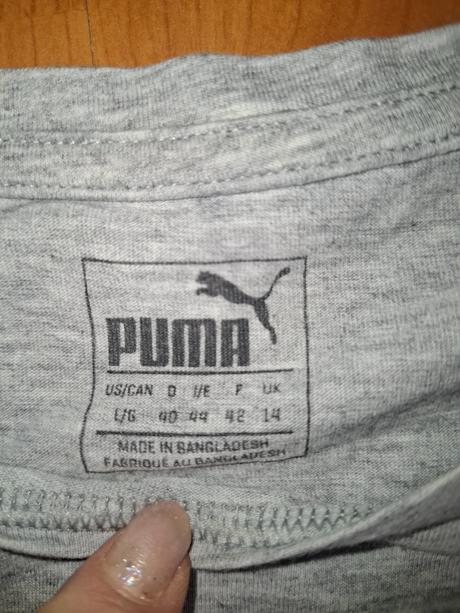 PUMA
US/CAN D I/E F UK
L/G 40 44 42 14
MADE IN BANGLADESH
FABRIQUÉ AU BANGLADESH